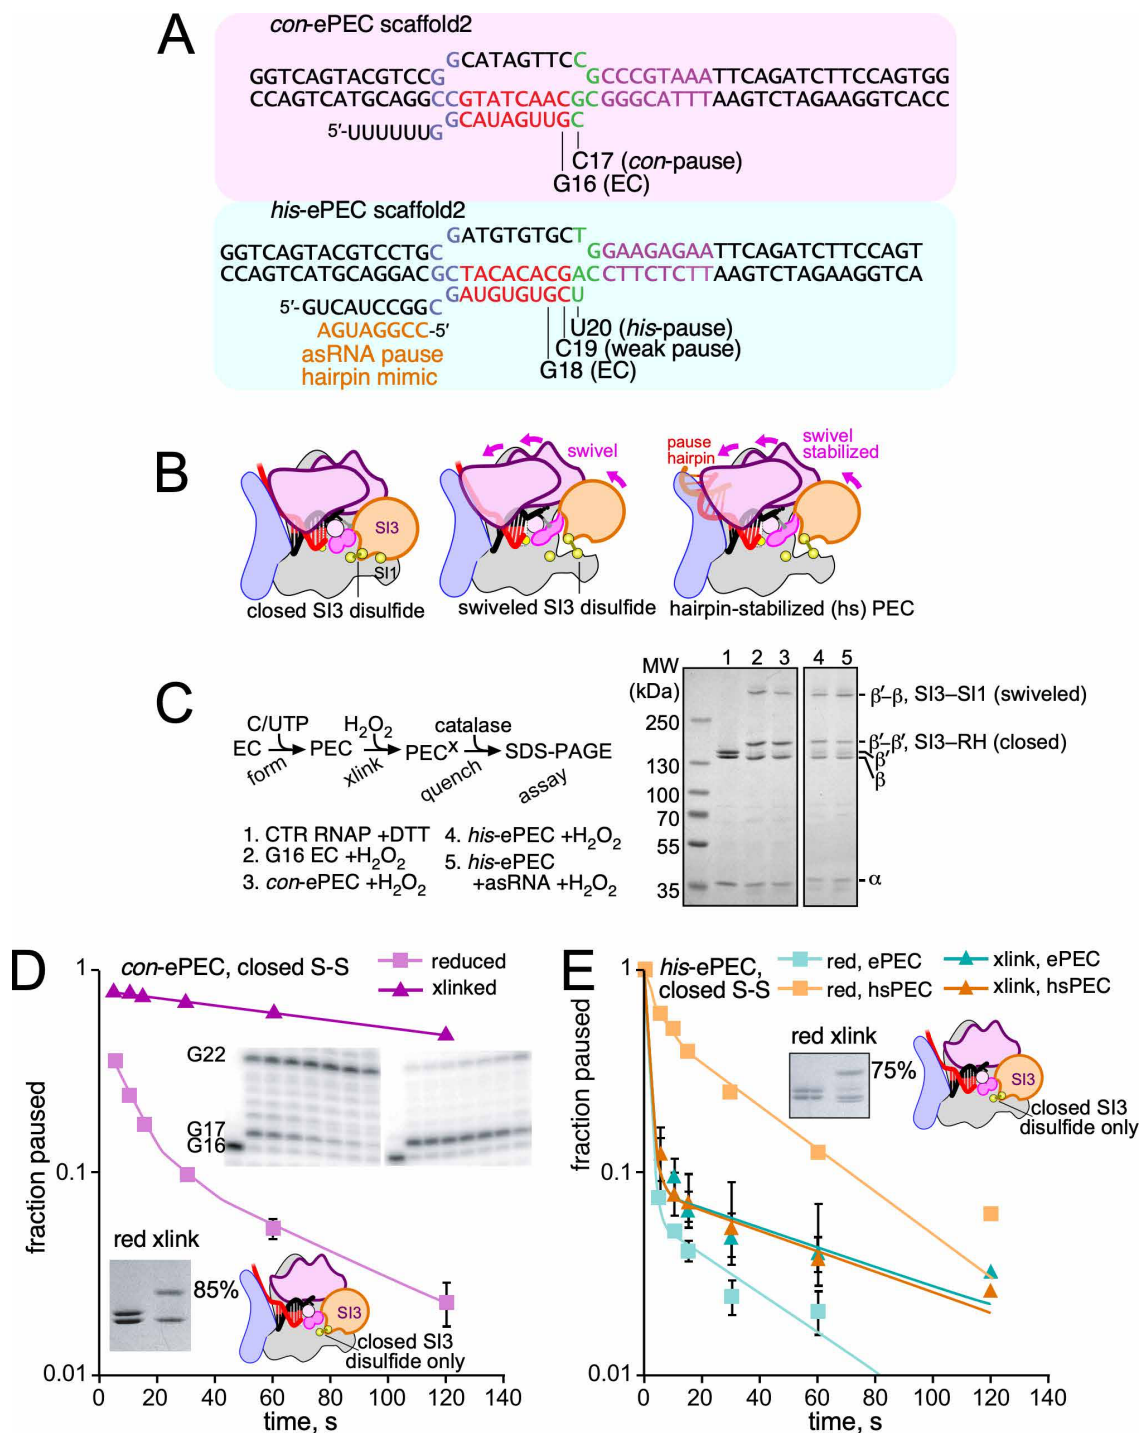 A
con-ePEC scaffold2
GCATAGTTCC
GGTCAGTACGTCCG GCCCGTAAATTCAGATCTTCCAGTGG
CCAGTCATGCAGGCCGTATCAACGCGGGCATTTAAGTCTAGAAGGTCACC
GCAUAGUUGC
5′-UUUUUUG
C17 (con-pause)
G16 (EC)
his-ePEC scaffold2
GATGTGTGCT
GGTCAGTACGTCCTGC GGAAGAGAATTCAGATCTTCCAGT
CCAGTCATGCAGGACGCTACACACGACCTTCTCTTAAGTCTAGAAGGTCA
GAUGUGUGCU
5′-GUCAUCCGGC
AGUAGGCC-5′
asRNA pause
hairpin mimic
U20 (his-pause)
C19 (weak pause)
G18 (EC)
B
SI3
SI1
closed SI3 disulfide
swivel
swiveled SI3 disulfide
pause
hairpin
swivel
stabilized
hairpin-stabilized (hs) PEC
C
C/UTP H2O2 catalase
EC PEC PECx SDS-PAGE
form xlink quench assay
1. CTR RNAP +DTT
2. G16 EC +H2O2
3. con-ePEC +H2O2
4. his-ePEC +H2O2
5. his-ePEC
+asRNA +H2O2
MW
(kDa)
1 2 3 4 5
250
130
100
70
55
35
β′-β, SI3–SI1 (swiveled)
β′-β′, SI3–RH (closed)
β′
β
α
D
con-ePEC, closed S-S
reduced
xlinked
G22
G17
G16
red xlink
85%
SI3
closed SI3
disulfide only
fraction paused
1
0.1
0.01
0 20 40 60 80 100 120 140
time, s
E
his-ePEC,
closed S-S
red, ePEC
xlink, ePEC
red, hsPEC
xlink, hsPEC
red xlink
75%
SI3
closed SI3
disulfide only
fraction paused
1
0.1
0.01
0 20 40 60 80 100 120 140
time, s